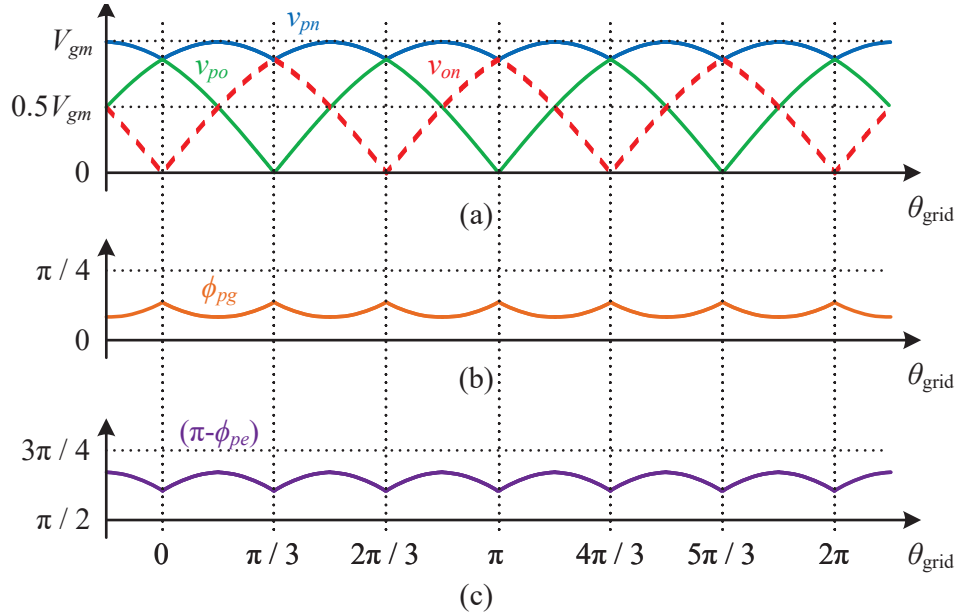 V_gm
v_pn
v_po
v_on
0.5V_gm
0
θ_grid
(a)
π / 4
ϕ_pg
0
θ_grid
(b)
(π-ϕ_pe)
3π / 4
π / 2
0 π / 3 2π / 3 π 4π / 3 5π / 3 2π
θ_grid
(c)